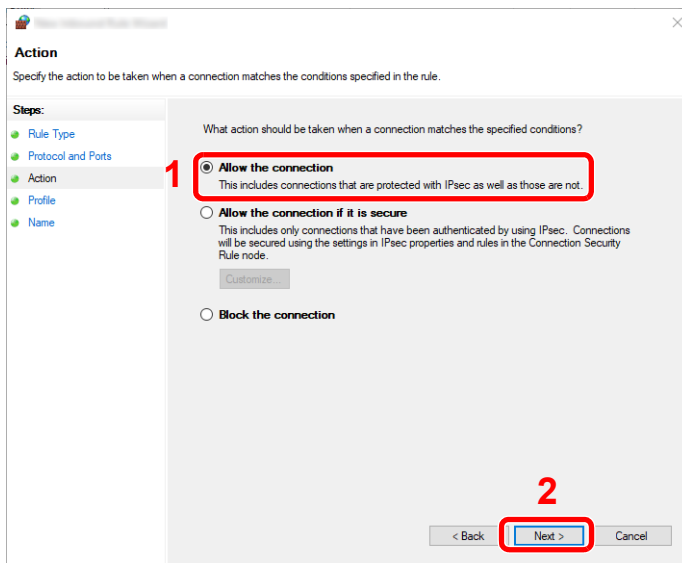 Action
Specify the action to be taken when a connection matches the conditions specified in the rule.
Steps:
Rule Type
Protocol and Ports
Action
Profile
Name
What action should be taken when a connection matches the specified conditions?
1
Allow the connection
This includes connections that are protected with IPsec as well as those are not.
Allow the connection if it is secure
This includes only connections that have been authenticated by using IPsec. Connections
will be secured using the settings in IPsec properties and rules in the Connection Security
Rule node.
Customize...
Block the connection
2
< Back
Next >
Cancel